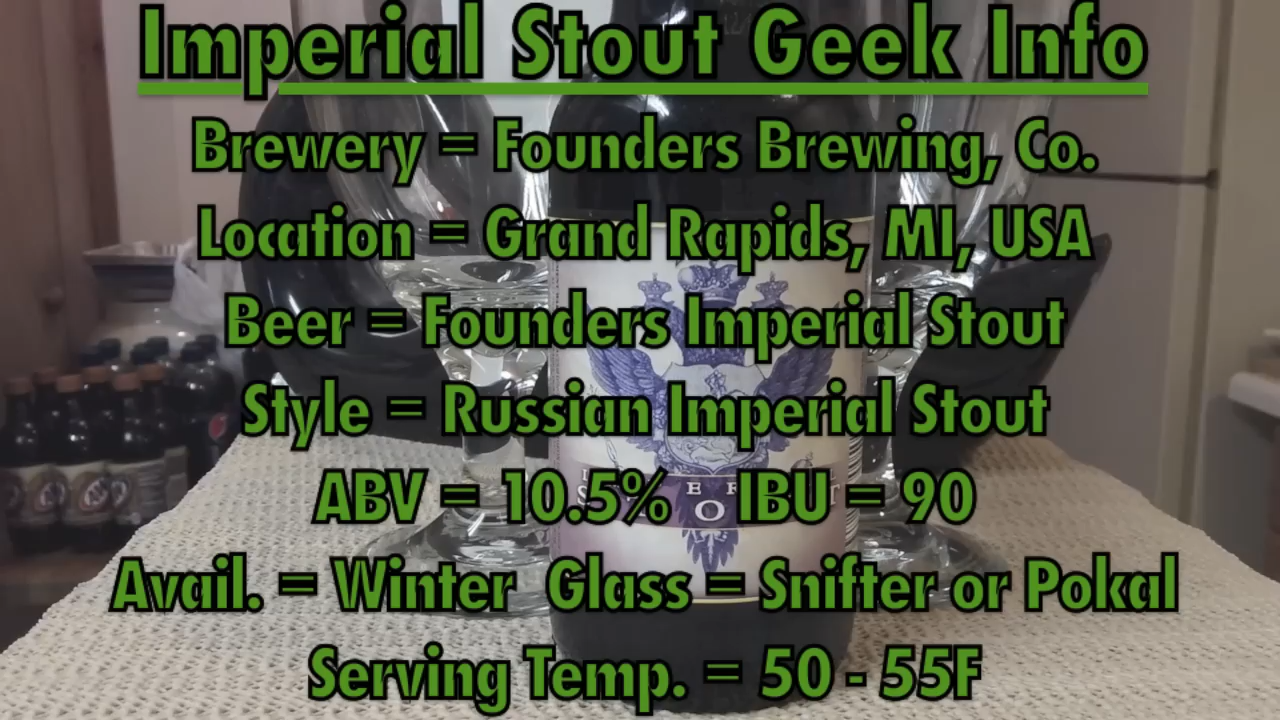 Imperial Stout Geek Info
Brewery = Founders Brewing, Co.
Location = Grand Rapids, MI, USA
Beer = Founders Imperial Stout
Style = Russian Imperial Stout
ABV = 10.5% IBU = 90
Avail. = Winter Glass = Snifter or Pokal
Serving Temp. = 50 - 55F